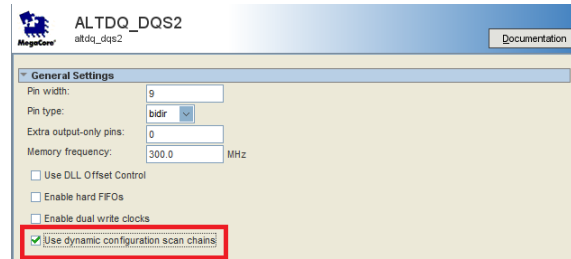 ALTDQ_DQS2
altdq_dqs2
MegaCore'
Documentation
General Settings
Pin width:
9
Pin type:
bidir
Extra output-only pins:
0
Memory frequency:
300.0
MHz
Use DLL Offset Control
Enable hard FIFOs
Enable dual write clocks
Use dynamic configuration scan chains